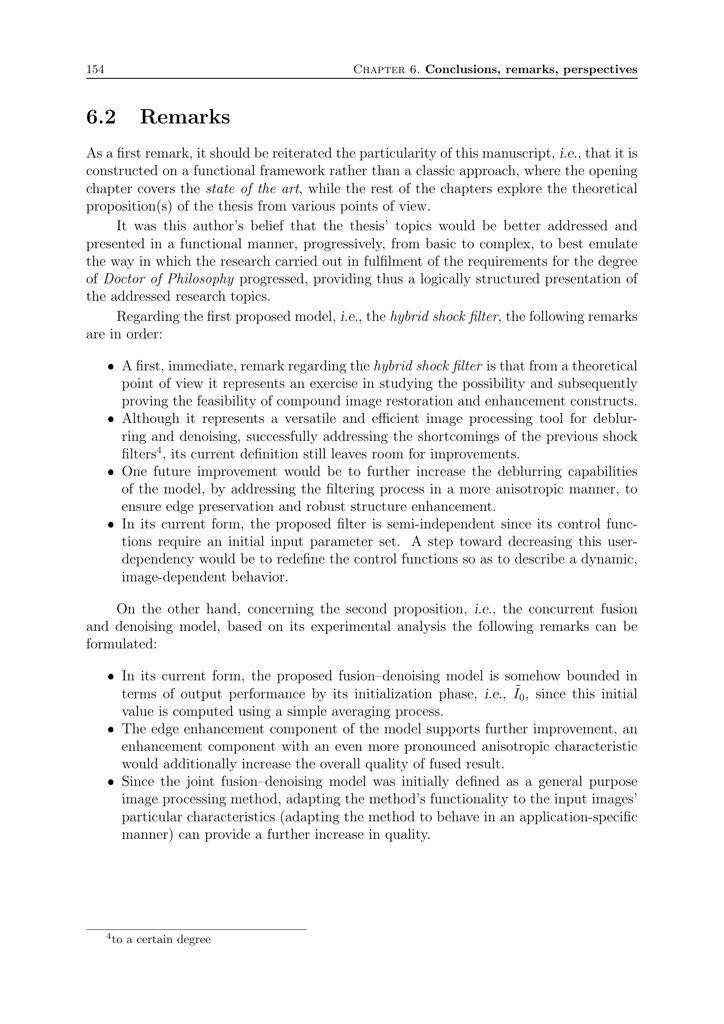 154 Chapter 6. Conclusions, remarks, perspectives
6.2 Remarks
As a first remark, it should be reiterated the particularity of this manuscript, i.e., that it is
constructed on a functional framework rather than a classic approach, where the opening
chapter covers the state of the art, while the rest of the chapters explore the theoretical
proposition(s) of the thesis from various points of view.
It was this author's belief that the thesis' topics would be better addressed and
presented in a functional manner, progressively, from basic to complex, to best emulate
the way in which the research carried out in fulfilment of the requirements for the degree
of Doctor of Philosophy progressed, providing thus a logically structured presentation of
the addressed research topics.
Regarding the first proposed model, i.e., the hybrid shock filter, the following remarks
are in order:
• A first, immediate, remark regarding the hybrid shock filter is that from a theoretical
point of view it represents an exercise in studying the possibility and subsequently
proving the feasibility of compound image restoration and enhancement constructs.
• Although it represents a versatile and efficient image processing tool for deblur-
ring and denoising, successfully addressing the shortcomings of the previous shock
filters⁴, its current definition still leaves room for improvements.
• One future improvement would be to further increase the deblurring capabilities
of the model, by addressing the filtering process in a more anisotropic manner, to
ensure edge preservation and robust structure enhancement.
• In its current form, the proposed filter is semi-independent since its control func-
tions require an initial input parameter set. A step toward decreasing this user-
dependency would be to redefine the control functions so as to describe a dynamic,
image-dependent behavior.
On the other hand, concerning the second proposition, i.e., the concurrent fusion
and denoising model, based on its experimental analysis the following remarks can be
formulated:
• In its current form, the proposed fusion–denoising model is somehow bounded in
terms of output performance by its initialization phase, i.e., Ĩ₀, since this initial
value is computed using a simple averaging process.
• The edge enhancement component of the model supports further improvement, an
enhancement component with an even more pronounced anisotropic characteristic
would additionally increase the overall quality of fused result.
• Since the joint fusion–denoising model was initially defined as a general purpose
image processing method, adapting the method's functionality to the input images'
particular characteristics (adapting the method to behave in an application-specific
manner) can provide a further increase in quality.
⁴to a certain degree